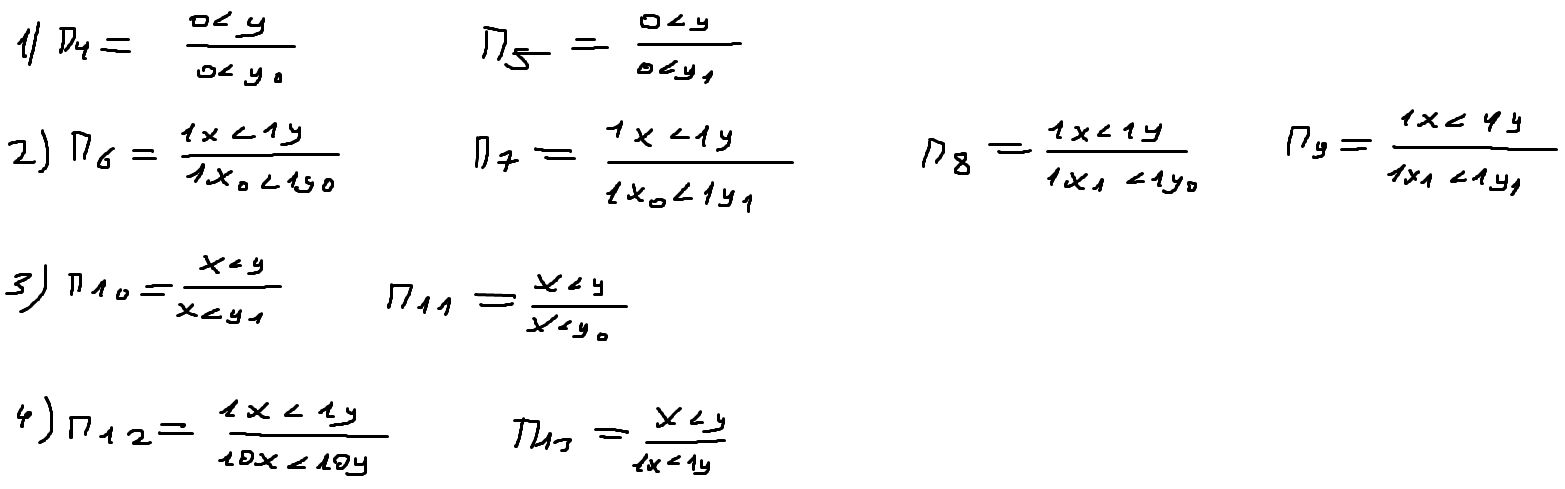 1) П4 = 0<y / 0<y0 П5 = 0<y / 0<y1
2) П6 = 1x<1y / 1x0<1y0 П7 = 1x<1y / 1x0<1y1 П8 = 1x<1y / 1x1<1y0 П9 = 1x<1y / 1x1<1y1
3) П10 = x<y / x<y1 П11 = x<y / x<y0
4) П12 = 1x<1y / 10x<10y П13 = x<y / 1x<1y